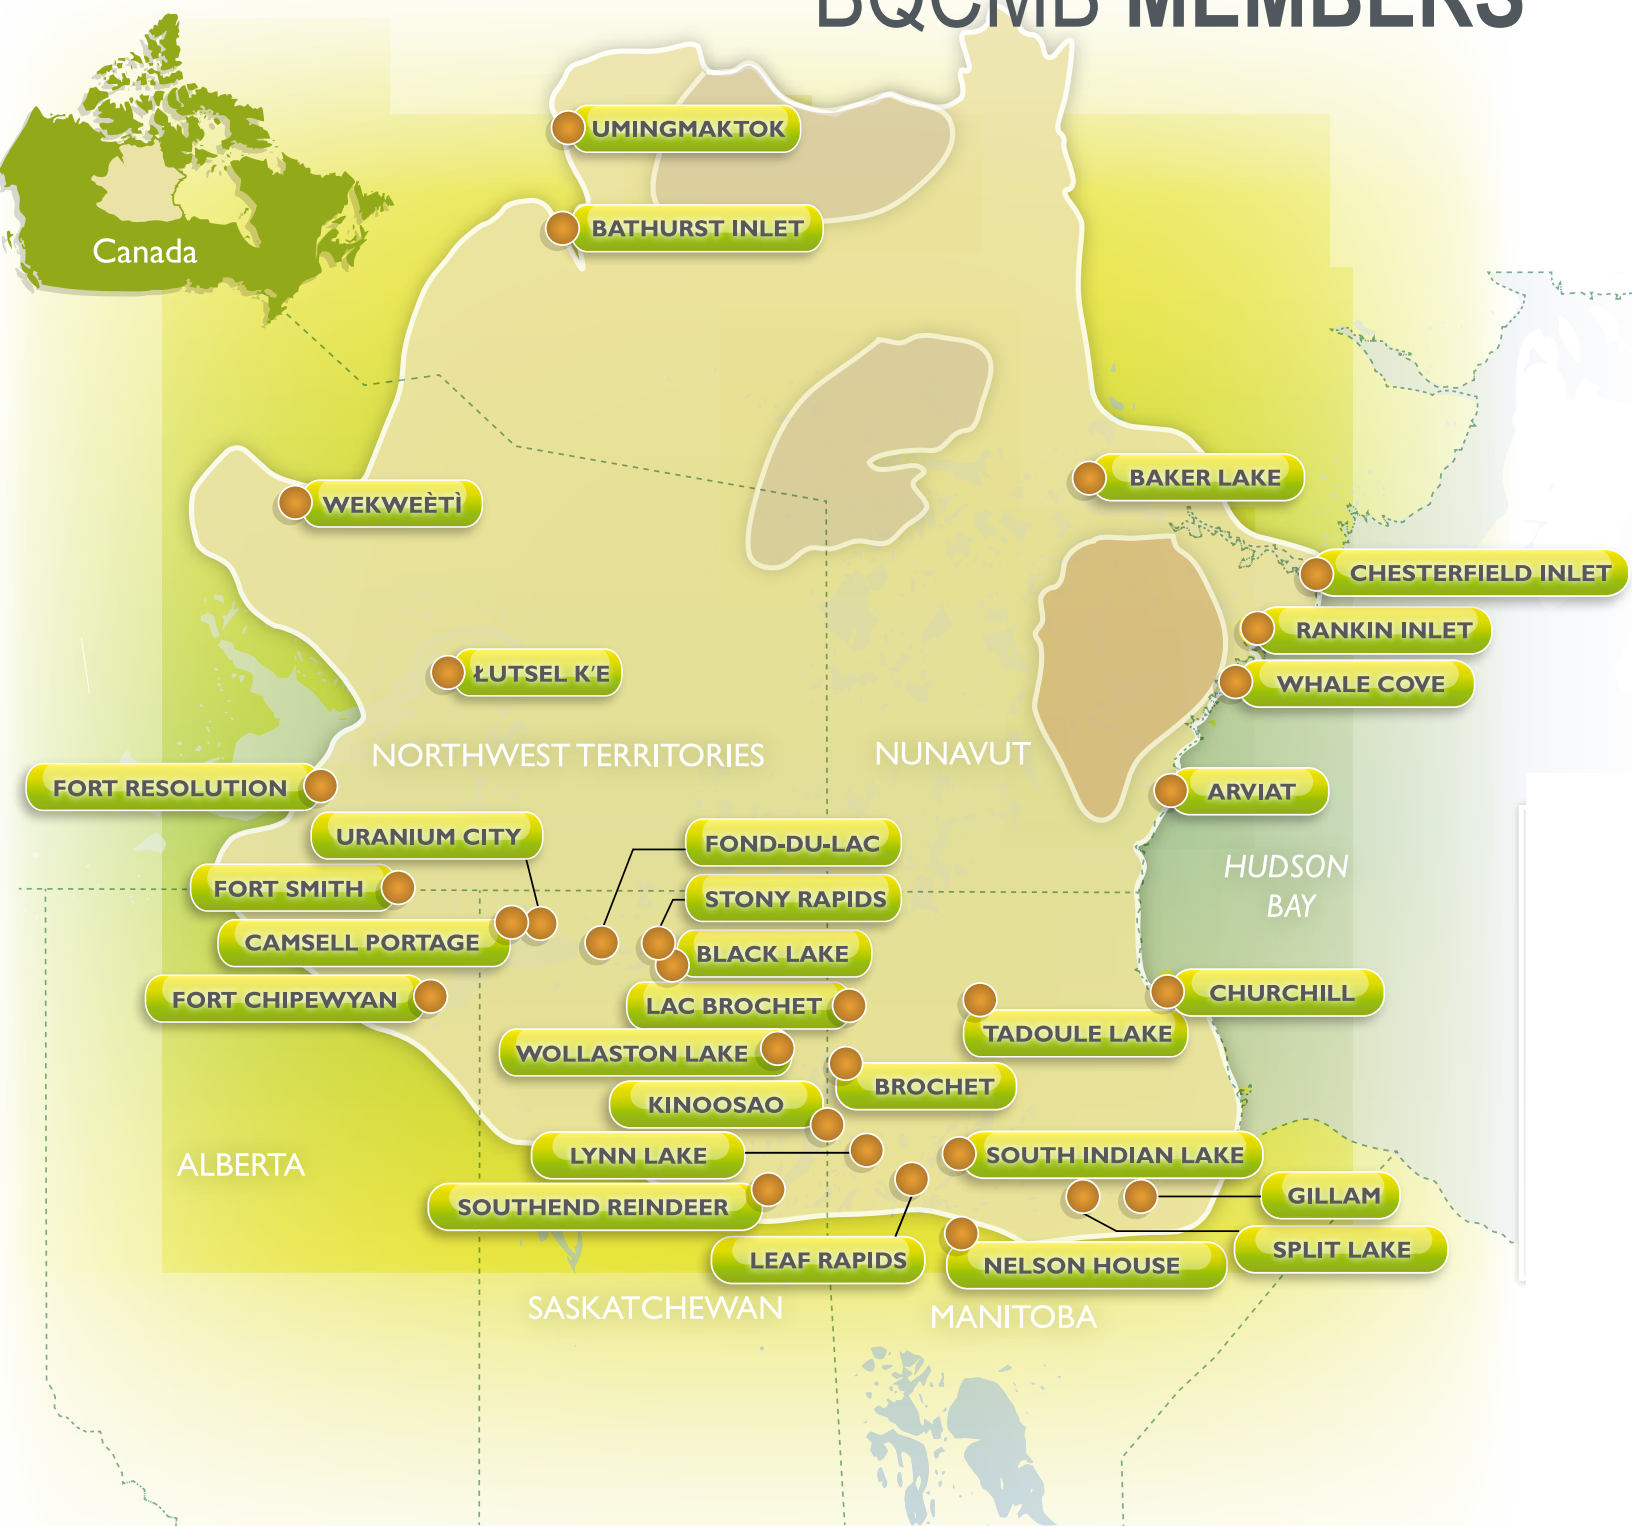 BQCMB MEMBERS
Canada
UMINGMAKTOK
BATHURST INLET
BAKER LAKE
WEKWEÈTÌ
CHESTERFIELD INLET
RANKIN INLET
ŁUTSEL K'E
WHALE COVE
NORTHWEST TERRITORIES
NUNAVUT
FORT RESOLUTION
ARVIAT
URANIUM CITY
FOND-DU-LAC
HUDSON
BAY
FORT SMITH
STONY RAPIDS
CAMSELL PORTAGE
BLACK LAKE
FORT CHIPEWYAN
LAC BROCHET
CHURCHILL
TADOULE LAKE
WOLLASTON LAKE
BROCHET
KINOOSAO
LYNN LAKE
SOUTH INDIAN LAKE
ALBERTA
SOUTHEND REINDEER
GILLAM
LEAF RAPIDS
NELSON HOUSE
SPLIT LAKE
SASKATCHEWAN
MANITOBA